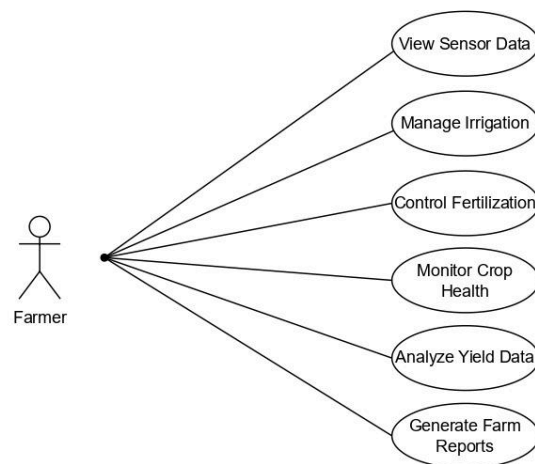 View Sensor Data
Manage Irrigation
Control Fertilization
Farmer
Monitor Crop
Health
Analyze Yield Data
Generate Farm
Reports